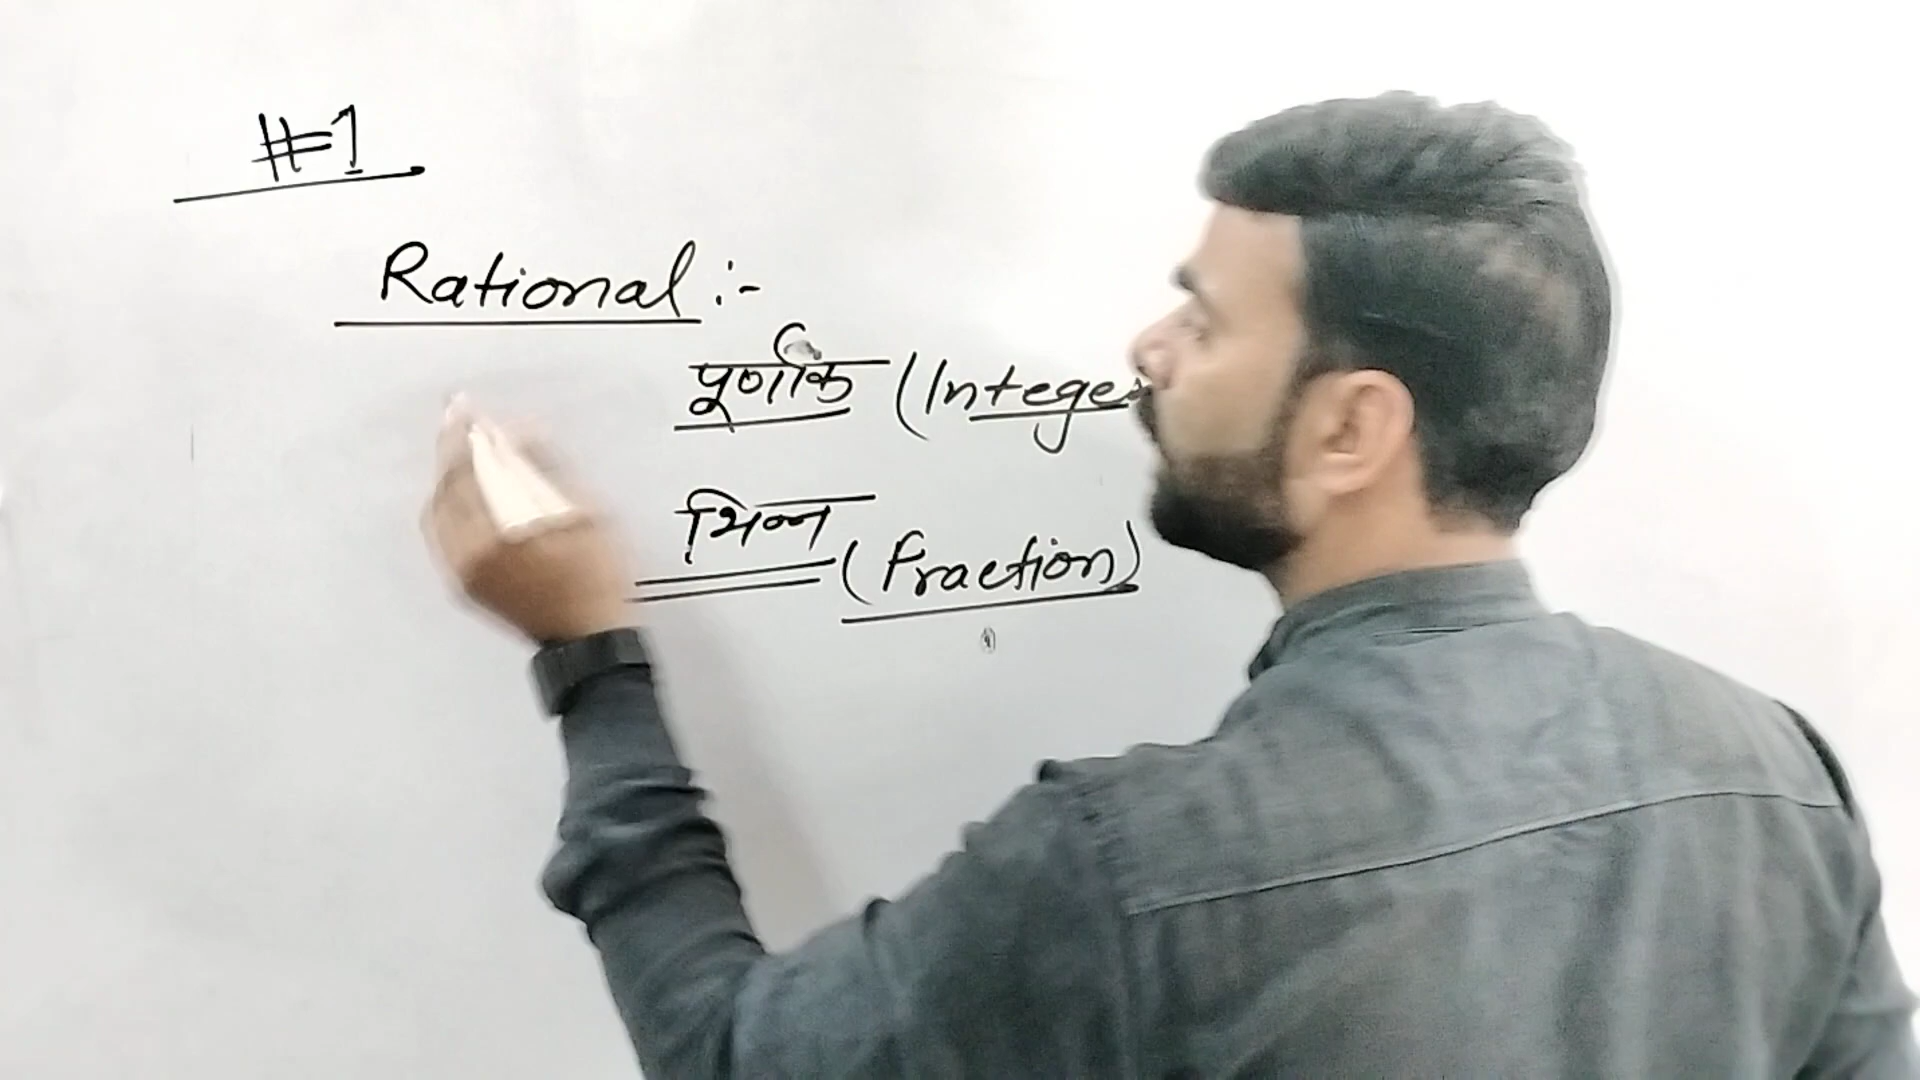 #1
Rational :-
पूर्णांक (Integer
भिन्न (Fraction)